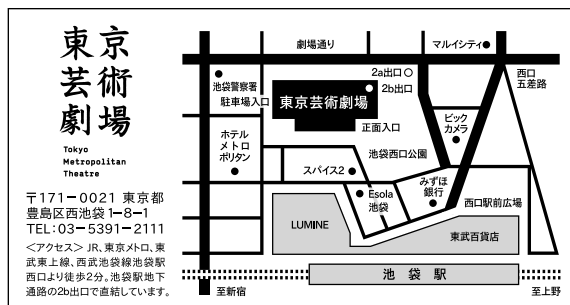 東京
芸術
劇場
Tokyo
Metropolitan
Theatre
〒171-0021 東京都
豊島区西池袋1-8-1
TEL:03-5391-2111
<アクセス> JR、東京メトロ、東
武東上線、西武池袋線池袋駅
西口より徒歩2分。池袋駅地下
通路の2b出口で直結しています。
劇場通り
マルイシティ
西口
五差路
池袋警察署
駐車場入口
2a出口
2b出口
東京芸術劇場
正面入口
ホテル
メトロ
ポリタン
池袋西口公園
ビック
カメラ
スパイス2
Esola
池袋
みずほ
銀行
西口駅前広場
LUMINE
東武百貨店
池袋駅
至新宿
至上野